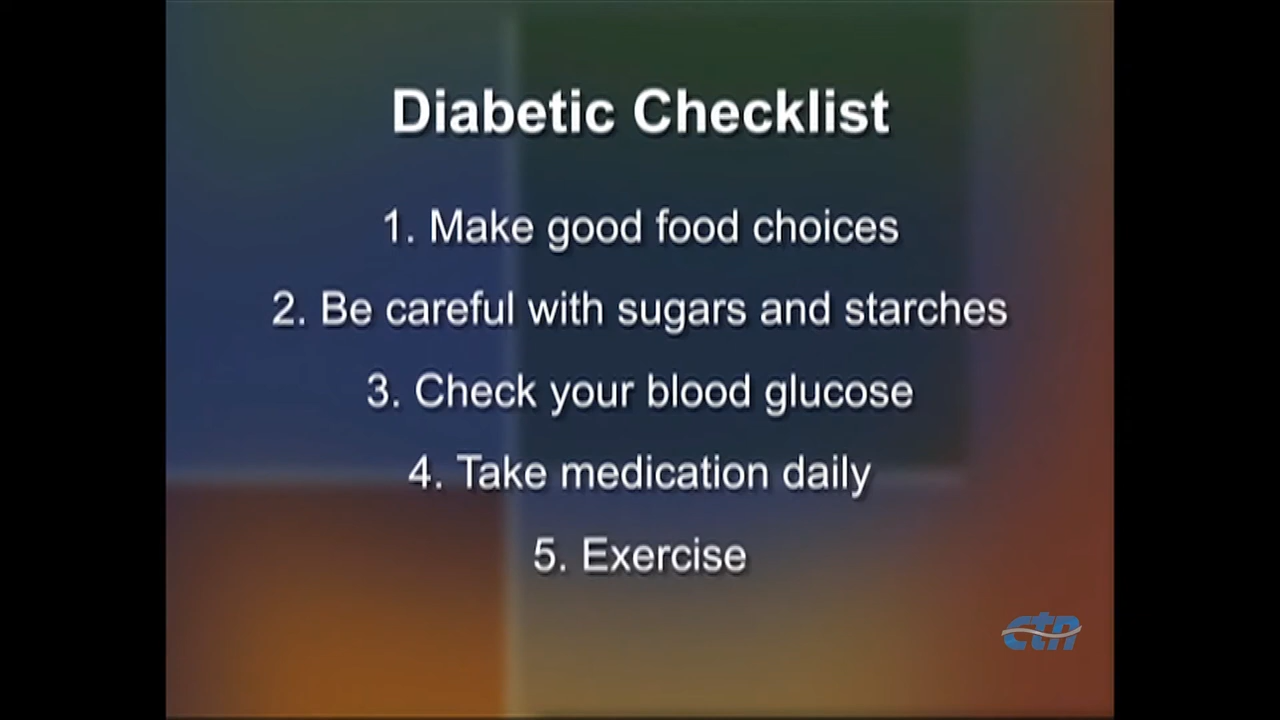 Diabetic Checklist
1. Make good food choices
2. Be careful with sugars and starches
3. Check your blood glucose
4. Take medication daily
5. Exercise
ctn